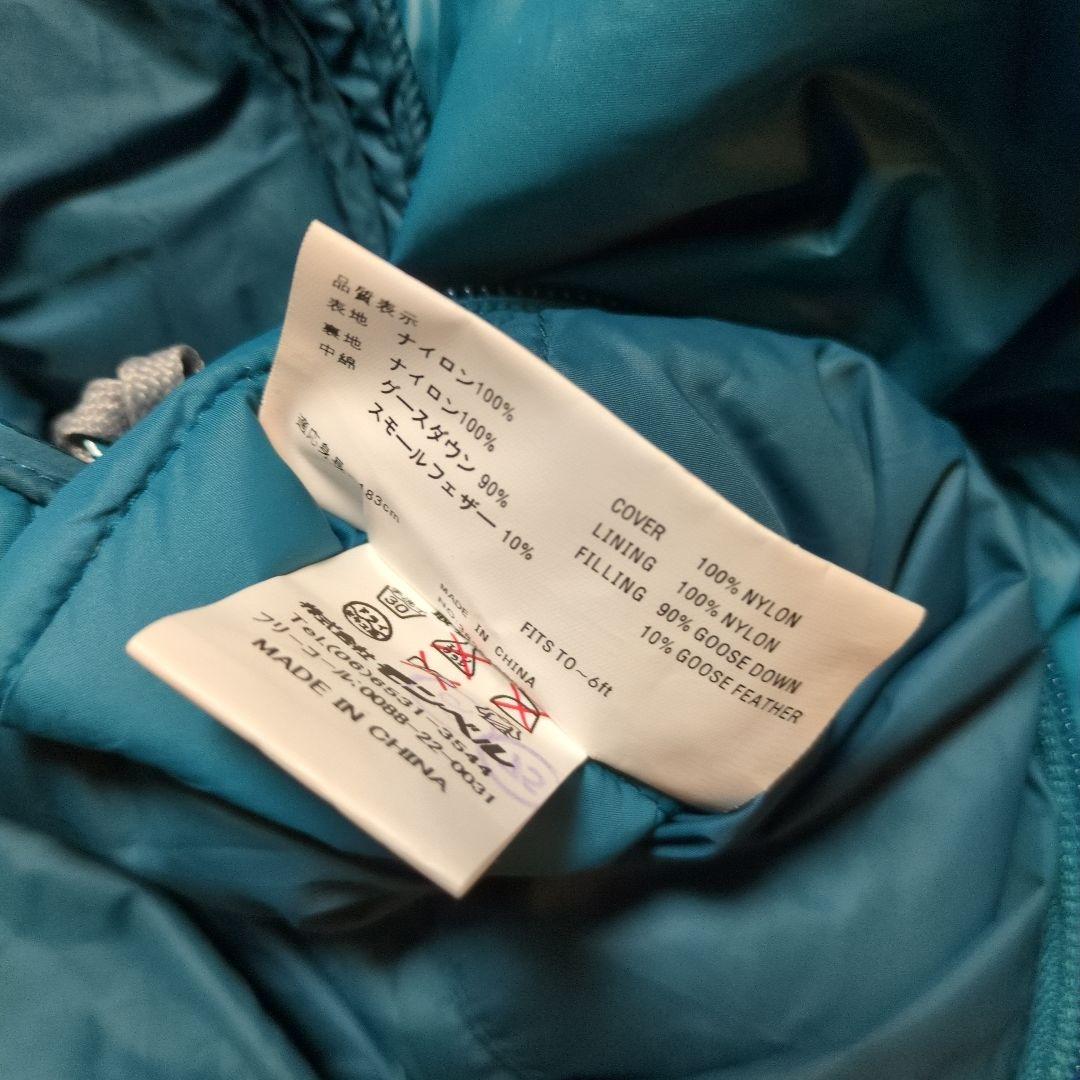 品質表示
表地 ナイロン100%
裏地 ナイロン100%
中綿 グースダウン 90%
スモールフェザー 10%
適応身長 183cm
COVER 100% NYLON
LINING 100% NYLON
FILLING 90% GOOSE DOWN
10% GOOSE FEATHER
FITS TO~6ft
MADE IN CHINA
30
株式会社 モンベル
Tel.(06)6531-3544
フリーコール:0088-22-0031
MADE IN CHINA